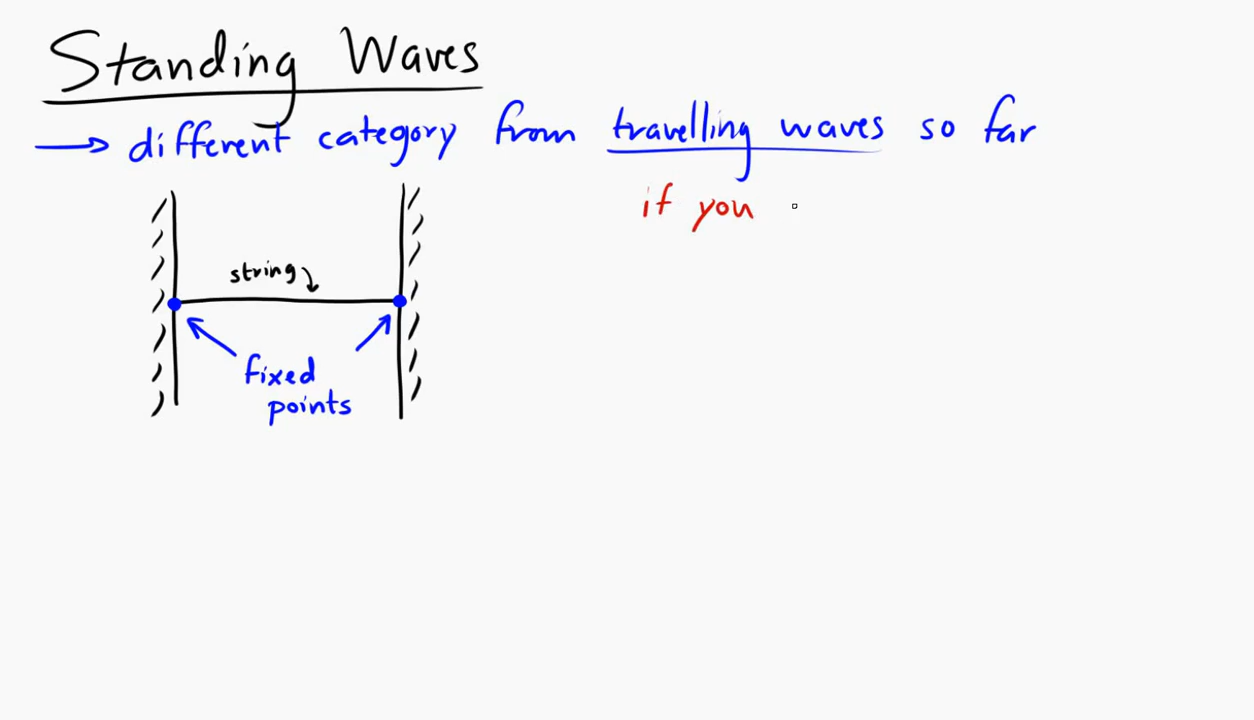 Standing Waves
→ different category from travelling waves so far
if you
string
fixed
points